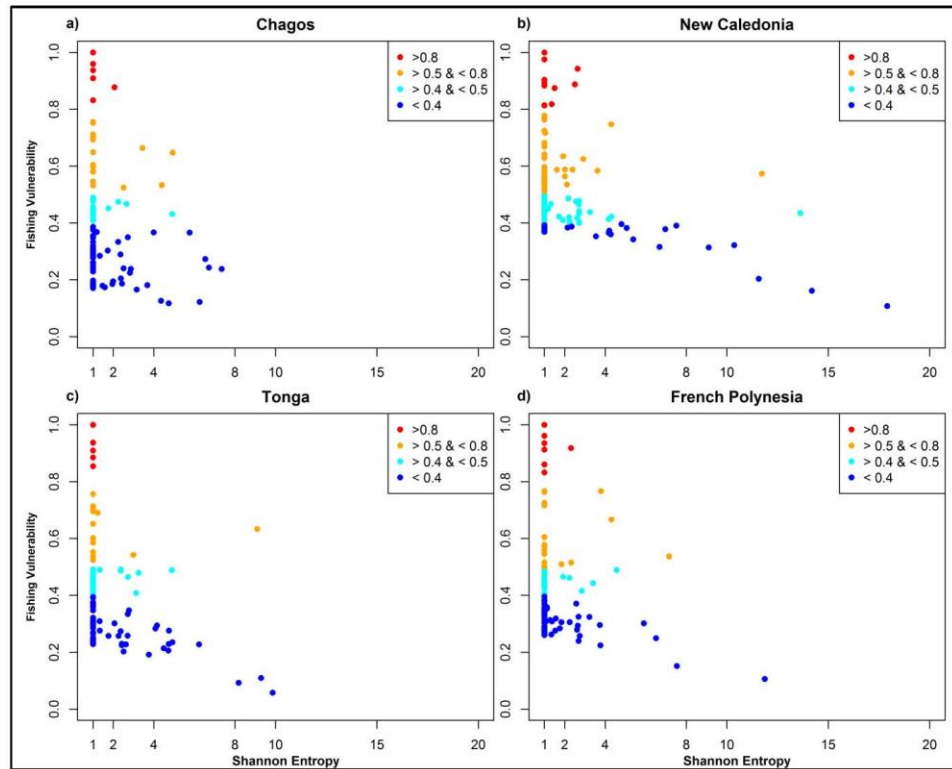 a) Chagos
>0.8
> 0.5 & < 0.8
> 0.4 & < 0.5
< 0.4
Fishing Vulnerability
0.0 0.2 0.4 0.6 0.8 1.0
1 2 4 8 10 15 20
b) New Caledonia
>0.8
> 0.5 & < 0.8
> 0.4 & < 0.5
< 0.4
0.0 0.2 0.4 0.6 0.8 1.0
1 2 4 8 10 15 20
c) Tonga
>0.8
> 0.5 & < 0.8
> 0.4 & < 0.5
< 0.4
Fishing Vulnerability
0.0 0.2 0.4 0.6 0.8 1.0
1 2 4 8 10 15 20
Shannon Entropy
d) French Polynesia
>0.8
> 0.5 & < 0.8
> 0.4 & < 0.5
< 0.4
0.0 0.2 0.4 0.6 0.8 1.0
1 2 4 8 10 15 20
Shannon Entropy